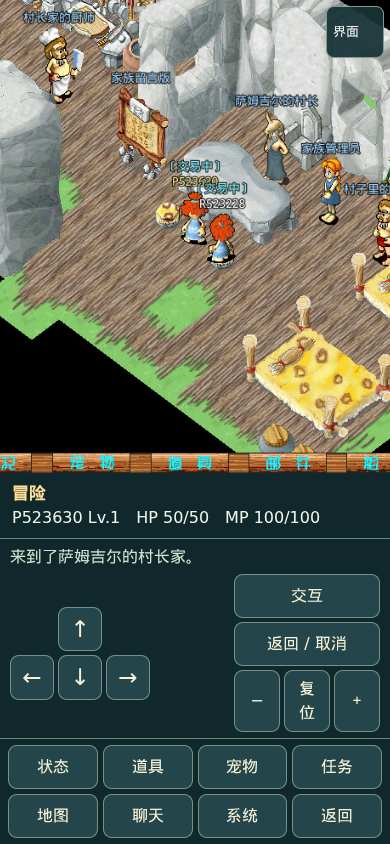 村长家的厨师
界面
家族留言版
萨姆吉尔的村长
家族管理员
〔交易中〕
P523630
〔交易中〕
R523228
村子里的
宠 物
道 具
邮 件
冒险
P523630 Lv.1 HP 50/50 MP 100/100
来到了萨姆吉尔的村长家。
交互
↑
返回 / 取消
← ↓ →
− 复位 +
状态 道具 宠物 任务
地图 聊天 系统 返回